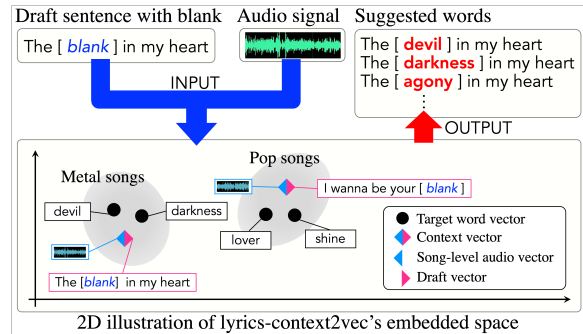 Draft sentence with blank
The [ blank ] in my heart
Audio signal
Suggested words
The [ devil ] in my heart
The [ darkness ] in my heart
The [ agony ] in my heart
⋮
INPUT
OUTPUT
Metal songs
devil
darkness
The [blank] in my heart
Pop songs
I wanna be your [ blank ]
lover
shine
Target word vector
Context vector
Song-level audio vector
Draft vector
2D illustration of lyrics-context2vec's embedded space